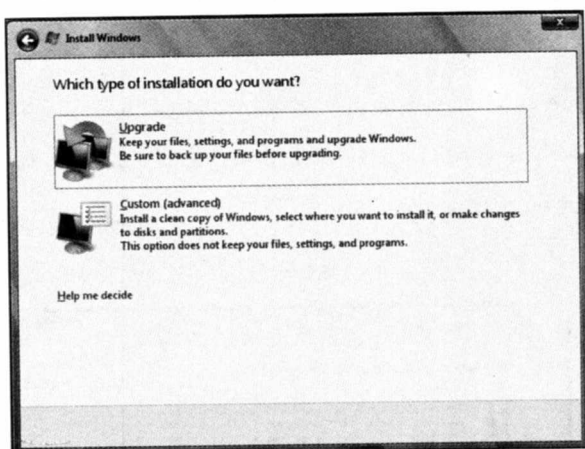 Install Windows
Which type of installation do you want?
Upgrade
Keep your files, settings, and programs and upgrade Windows.
Be sure to back up your files before upgrading.
Custom (advanced)
Install a clean copy of Windows, select where you want to install it, or make changes
to disks and partitions.
This option does not keep your files, settings, and programs.
Help me decide